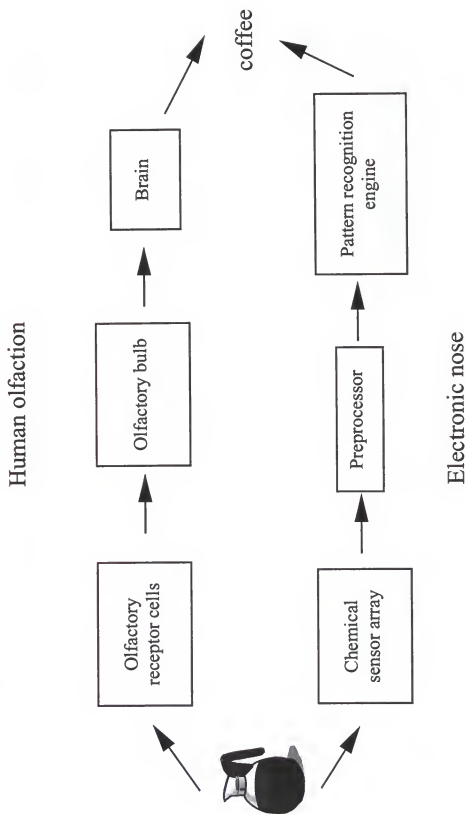 Human olfaction
Olfactory
receptor cells
Olfactory bulb
Brain
coffee
Chemical
sensor array
Preprocessor
Pattern recognition
engine
Electronic nose